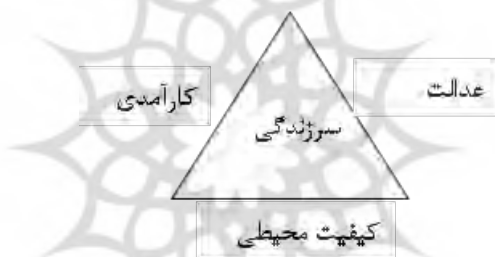 عدالت
کارآمدی
سرزندگی
کیفیت محیطی